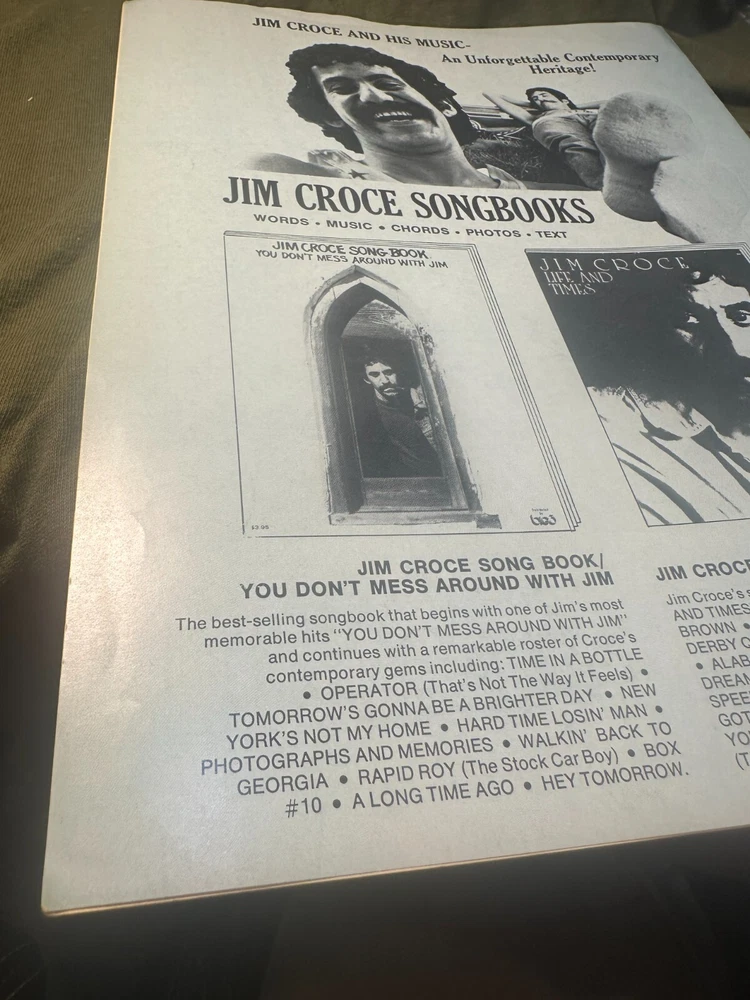 JIM CROCE AND HIS MUSIC-
An Unforgettable Contemporary
Heritage!
JIM CROCE SONGBOOKS
WORDS • MUSIC • CHORDS • PHOTOS • TEXT
JIM CROCE SONG BOOK
YOU DON'T MESS AROUND WITH JIM
$3.95
big3
JIM CROCE
LIFE AND
TIMES
JIM CROCE SONG BOOK/
YOU DON'T MESS AROUND WITH JIM
The best-selling songbook that begins with one of Jim's most
memorable hits "YOU DON'T MESS AROUND WITH JIM"
and continues with a remarkable roster of Croce's
contemporary gems including: TIME IN A BOTTLE
• OPERATOR (That's Not The Way It Feels) •
TOMORROW'S GONNA BE A BRIGHTER DAY • NEW
YORK'S NOT MY HOME • HARD TIME LOSIN' MAN •
PHOTOGRAPHS AND MEMORIES • WALKIN' BACK TO
GEORGIA • RAPID ROY (The Stock Car Boy) • BOX
#10 • A LONG TIME AGO • HEY TOMORROW.
JIM CROCE
Jim Croce's
AND TIMES
BROWN •
DERBY
• ALAB
DREAM
SPEE
GOT
YO
(T